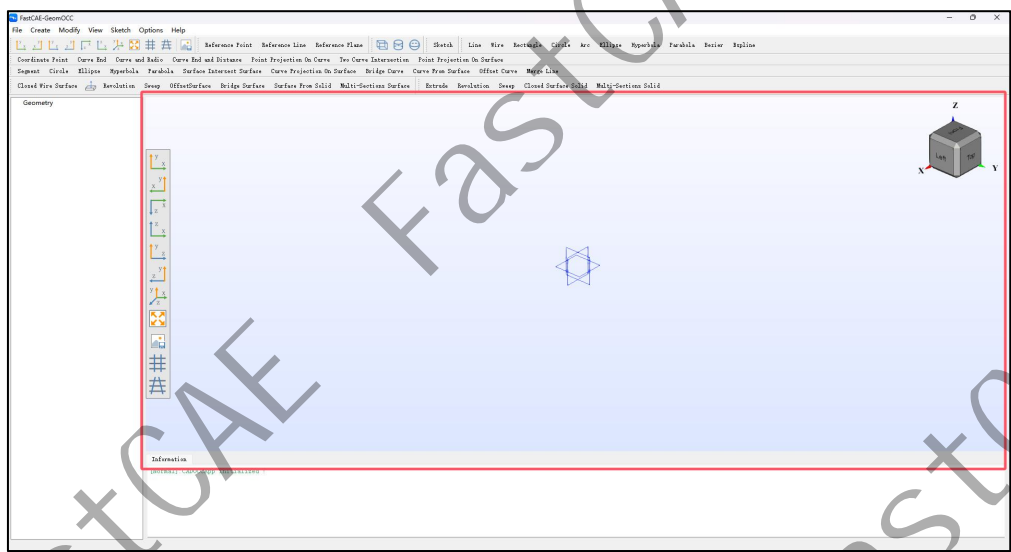 FastCAE-GeomOCC
File Create Modify View Sketch Options Help
Reference Point Reference Line Reference Plane Sketch Line Wire Rectangle Circle Arc Ellipse Hyperbola Parabola Bezier Bspline
Coordinate Point Curve End Curve and Radio Curve End and Distance Point Projection On Curve Two Curve Intersection Point Projection On Surface
Segment Circle Ellipse Hyperbola Parabola Surface Intersect Surface Curve Projection On Surface Bridge Curve Curve From Surface Offset Curve Merge Line
Closed Wire Surface Revolution Sweep OffsetSurface Bridge Surface Surface From Solid Multi-Sections Surface Extrude Revolution Sweep Closed Surface Solid Multi-Sections Solid
Geometry
Z
Left
Top
X
Y
y
x
x
y
x
z
z
x
y
z
z
y
y
x
z
Information
FastCAE
FastCAE